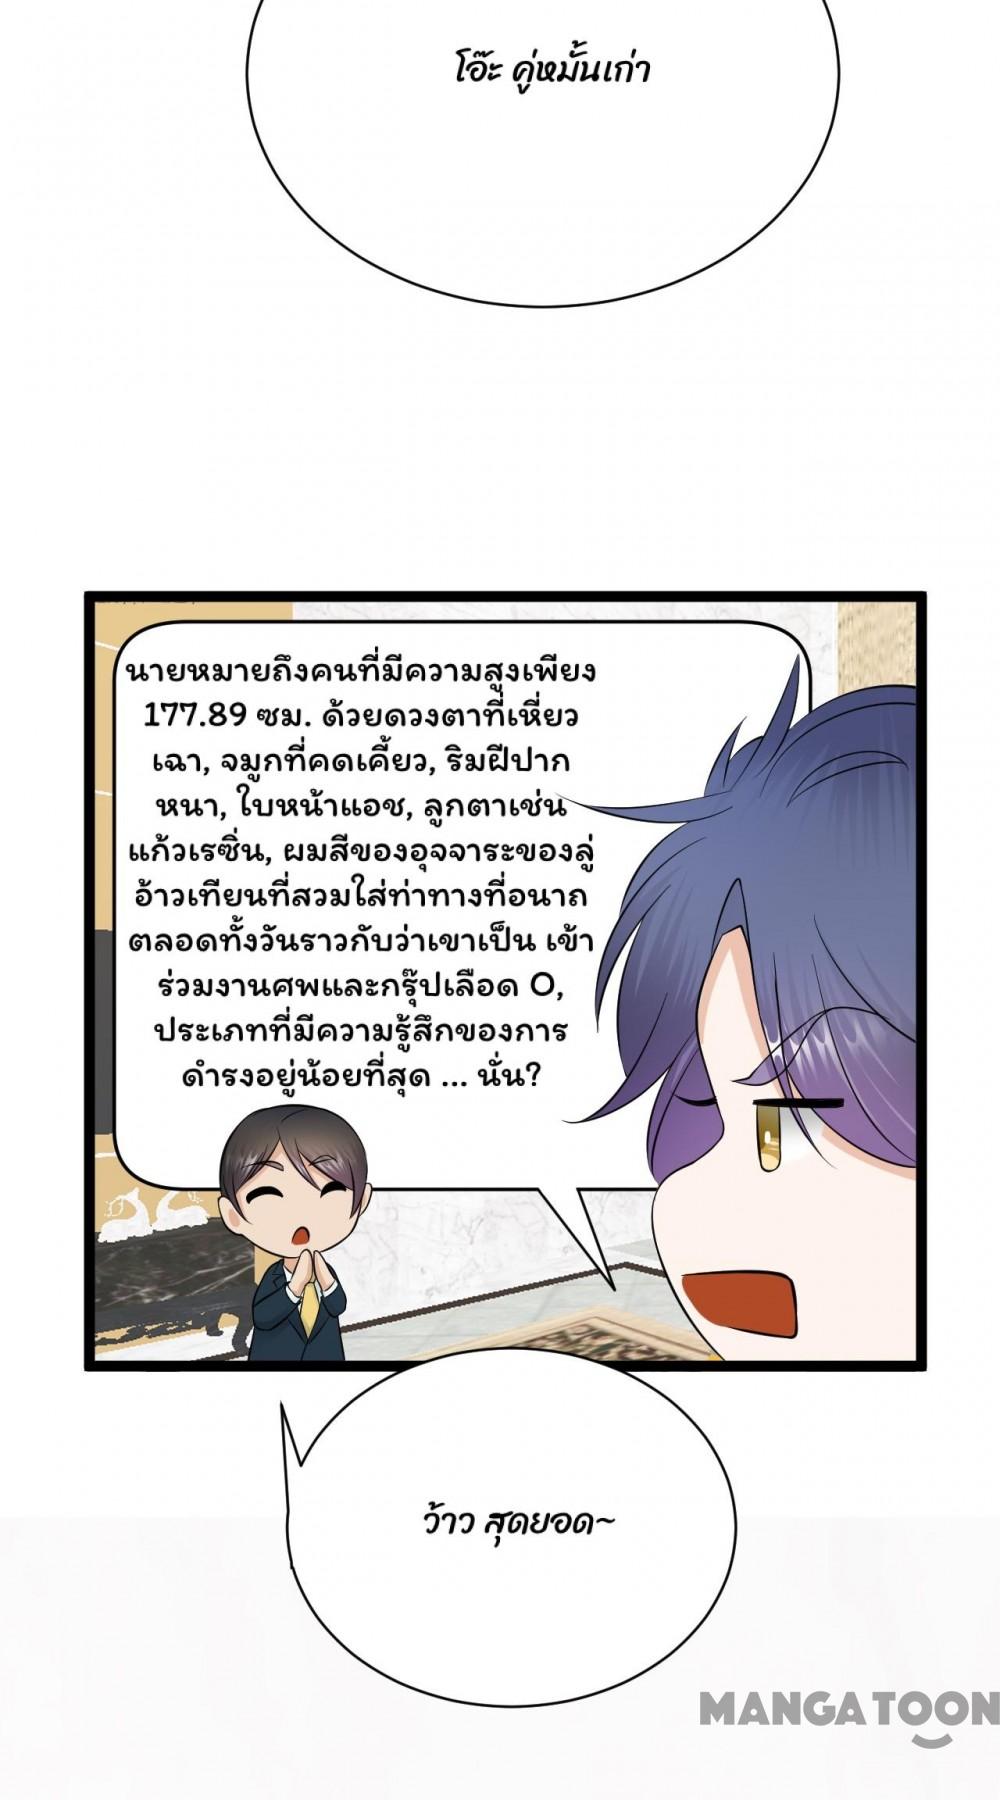 โอ๊ะ คู่หมั้นเก่า
นายหมายถึงคนที่มีความสูงเพียง
177.89 ซม. ด้วยดวงตาที่เหี่ยว
เฉา, จมูกที่คดเคี้ยว, ริมฝีปาก
หนา, ใบหน้าแอช, ลูกตาเช่น
แก้วเรซิ่น, ผมสีของอุจจาระของลู่
อ้าวเทียนที่สวมใส่ท่าทางที่อนาถ
ตลอดทั้งวันราวกับว่าเขาเป็น เข้า
ร่วมงานศพและกรุ๊ปเลือด O,
ประเภทที่มีความรู้สึกของการ
ดำรงอยู่น้อยที่สุด ... นั่น?
ว้าว สุดยอด~
MANGATOON